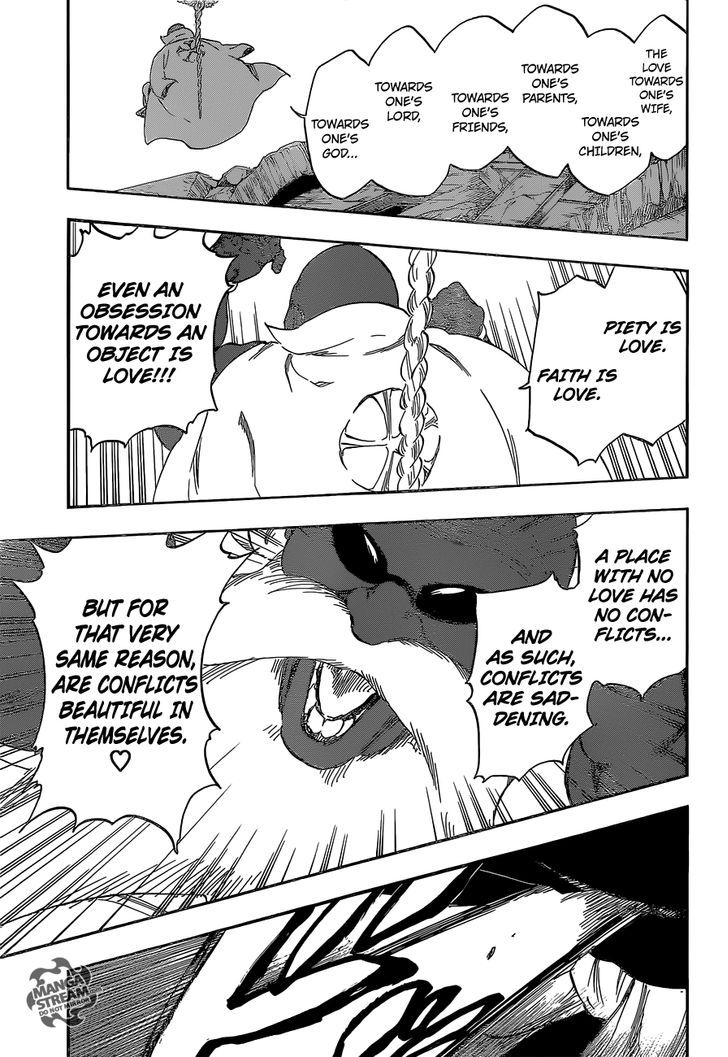 THE
LOVE
TOWARDS
ONE'S
WIFE,
TOWARDS
ONE'S
CHILDREN,
TOWARDS
ONE'S
PARENTS,
TOWARDS
ONE'S
FRIENDS,
TOWARDS
ONE'S
LORD,
TOWARDS
ONE'S
GOD...
PIETY IS
LOVE.
FAITH IS
LOVE.
EVEN AN
OBSESSION
TOWARDS AN
OBJECT IS
LOVE!!!
A PLACE
WITH NO
LOVE HAS
NO CON-
FLICTS...
AND
AS SUCH,
CONFLICTS
ARE SAD-
DENING.
BUT FOR
THAT VERY
SAME REASON,
ARE CONFLICTS
BEAUTIFUL IN
THEMSELVES.
♡
MANGA
STREAM
DO NOT MIRROR